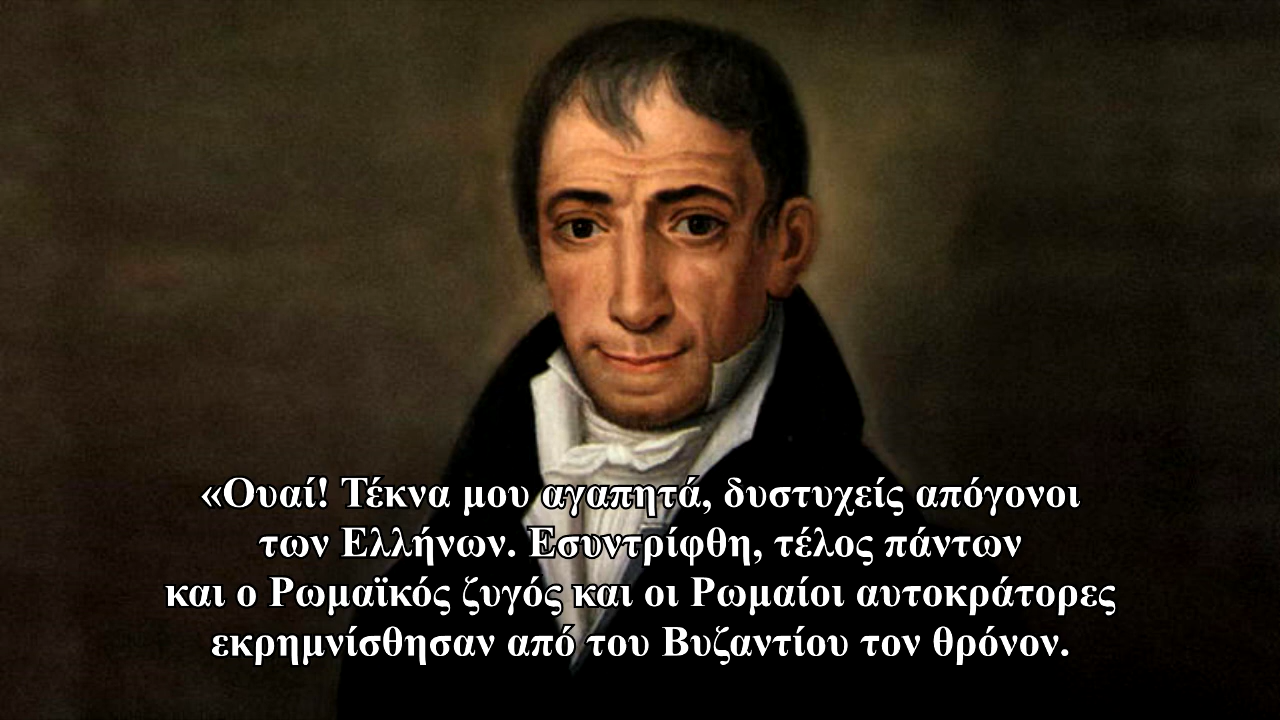 «Ουαί! Τέκνα μου αγαπητά, δυστυχείς απόγονοι
των Ελλήνων. Εσυντρίφθη, τέλος πάντων
και ο Ρωμαϊκός ζυγός και οι Ρωμαίοι αυτοκράτορες
εκρημνίσθησαν από του Βυζαντίου τον θρόνον.